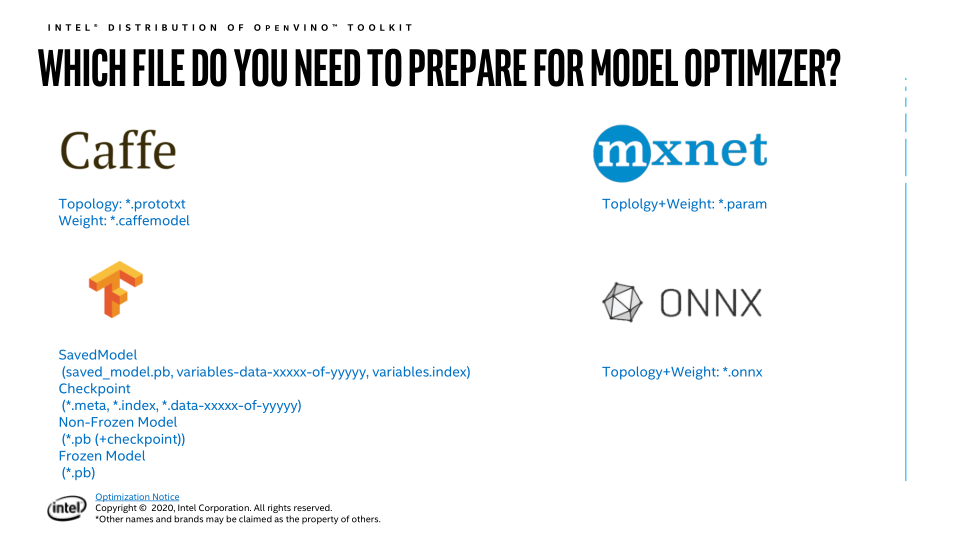 INTEL® DISTRIBUTION OF OPENVINO™ TOOLKIT
WHICH FILE DO YOU NEED TO PREPARE FOR MODEL OPTIMIZER?
Caffe
Topology: *.prototxt
Weight: *.caffemodel
mxnet
Toplolgy+Weight: *.param
SavedModel
(saved_model.pb, variables-data-xxxxx-of-yyyyy, variables.index)
Checkpoint
(*.meta, *.index, *.data-xxxxx-of-yyyyy)
Non-Frozen Model
(*.pb (+checkpoint))
Frozen Model
(*.pb)
ONNX
Topology+Weight: *.onnx
intel
Optimization Notice
Copyright © 2020, Intel Corporation. All rights reserved.
*Other names and brands may be claimed as the property of others.